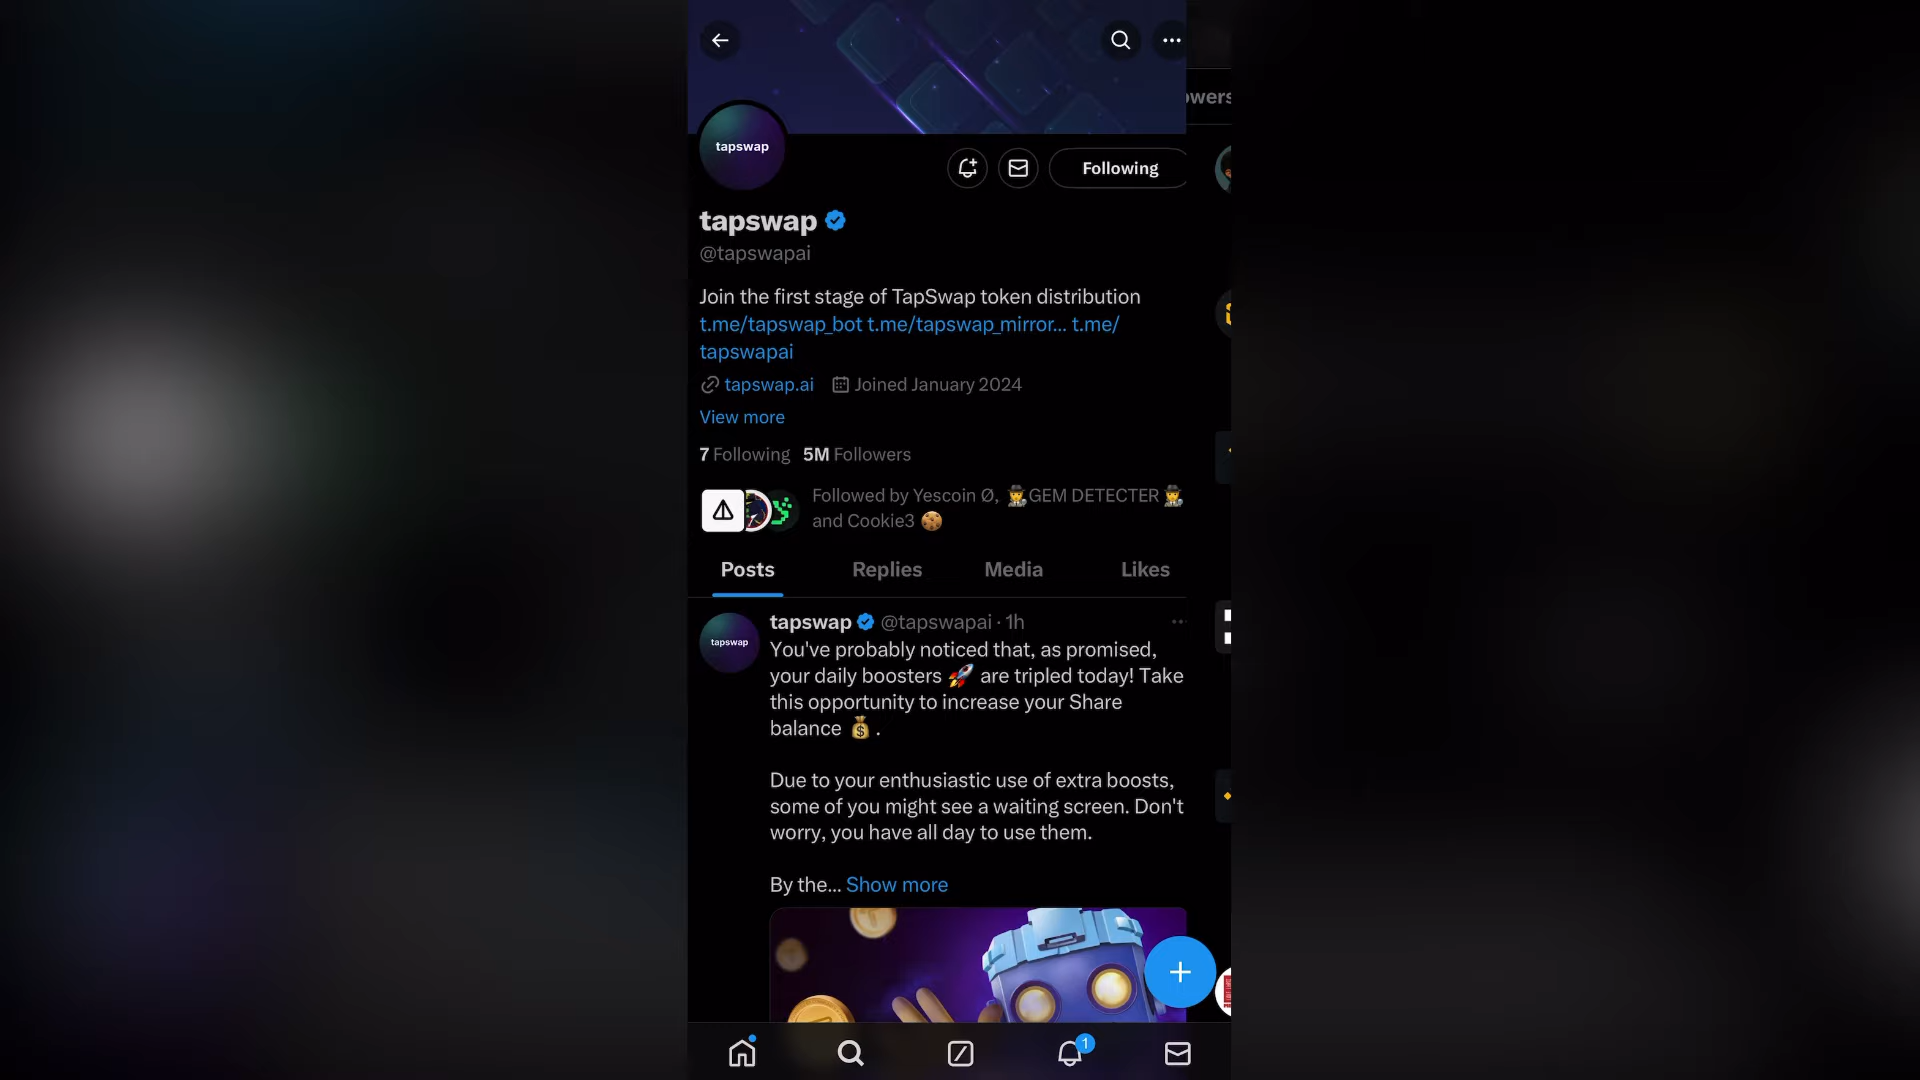 owers
tapswap
Following
tapswap
@tapswapai
Join the first stage of TapSwap token distribution
t.me/tapswap_bot t.me/tapswap_mirror... t.me/
tapswapai
tapswap.ai Joined January 2024
View more
7 Following 5M Followers
Followed by Yescoin Ø, 🕵️GEM DETECTER🕵️
and Cookie3 🍪
Posts Replies Media Likes
tapswap @tapswapai · 1h
tapswap
You've probably noticed that, as promised,
your daily boosters 🚀 are tripled today! Take
this opportunity to increase your Share
balance 💰 .
Due to your enthusiastic use of extra boosts,
some of you might see a waiting screen. Don't
worry, you have all day to use them.
By the... Show more
1